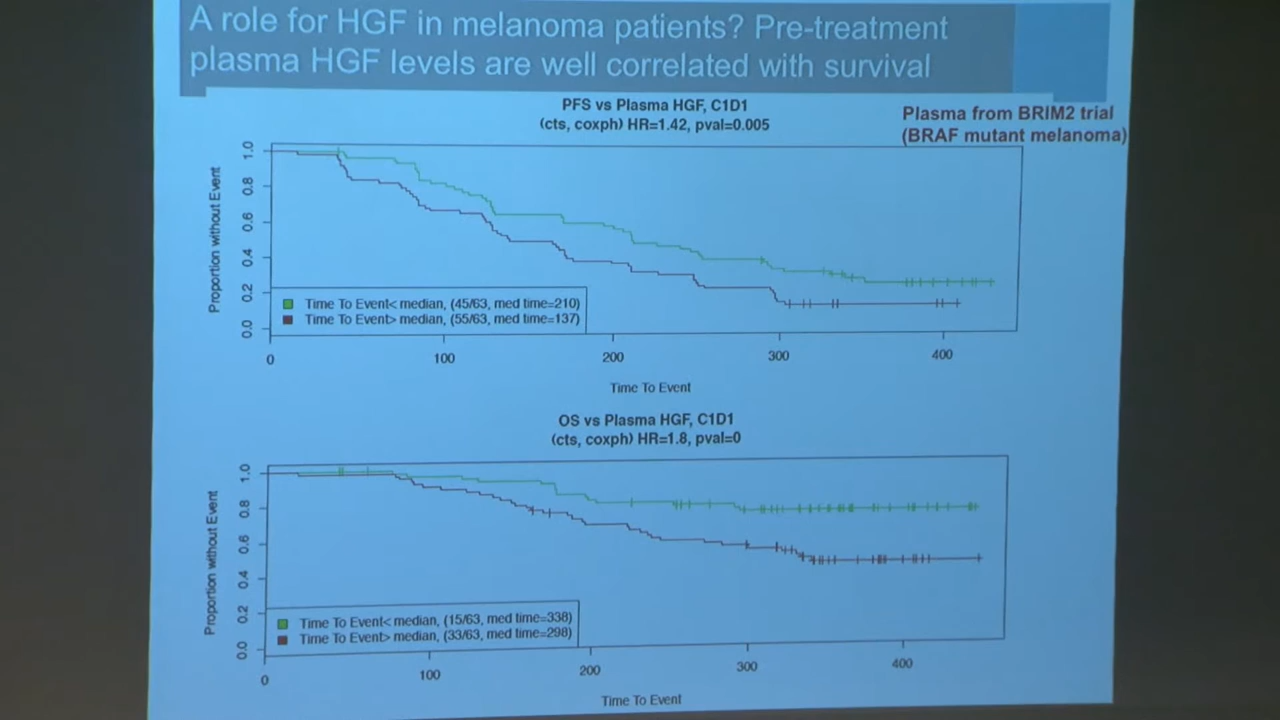 A role for HGF in melanoma patients? Pre-treatment
plasma HGF levels are well correlated with survival
PFS vs Plasma HGF, C1D1
(cts, coxph) HR=1.42, pval=0.005
Plasma from BRIM2 trial
(BRAF mutant melanoma)
Proportion without Event
1.0
0.8
0.6
0.4
0.2
0.0
Time To Event< median, (45/63, med time=210)
Time To Event> median, (55/63, med time=137)
0 100 200 300 400
Time To Event
OS vs Plasma HGF, C1D1
(cts, coxph) HR=1.8, pval=0
Proportion without Event
1.0
0.8
0.6
0.4
0.2
0.0
Time To Event< median, (15/63, med time=338)
Time To Event> median, (33/63, med time=298)
0 100 200 300 400
Time To Event